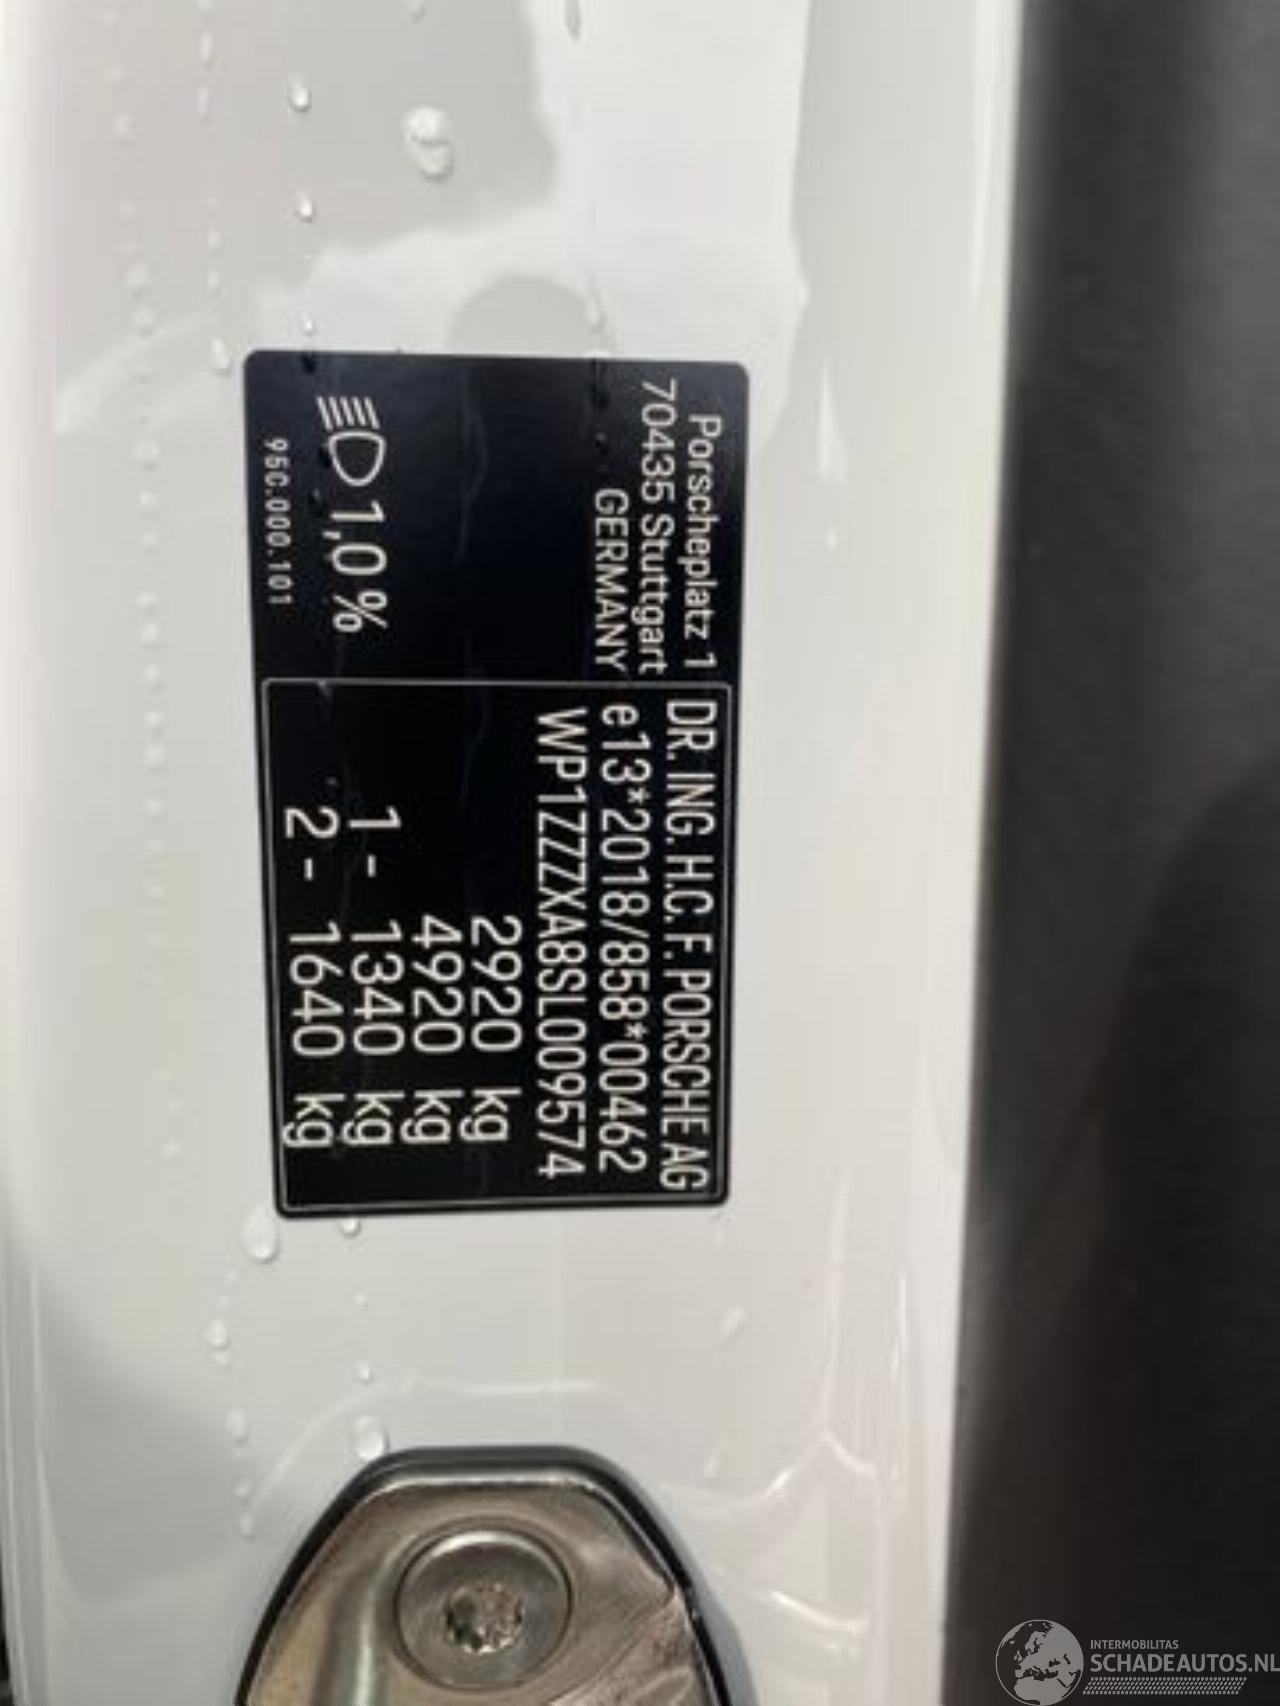 Porscheplatz 1
70435 Stuttgart
GERMANY
1,0 %
95C.000.101
DR. ING. H.C. F. PORSCHE AG
e13*2018/858*00462
WP1ZZZXA8SL009574
2920 kg
4920 kg
1 - 1340 kg
2 - 1640 kg
INTERMOBILITAS
SCHADEAUTOS.NL